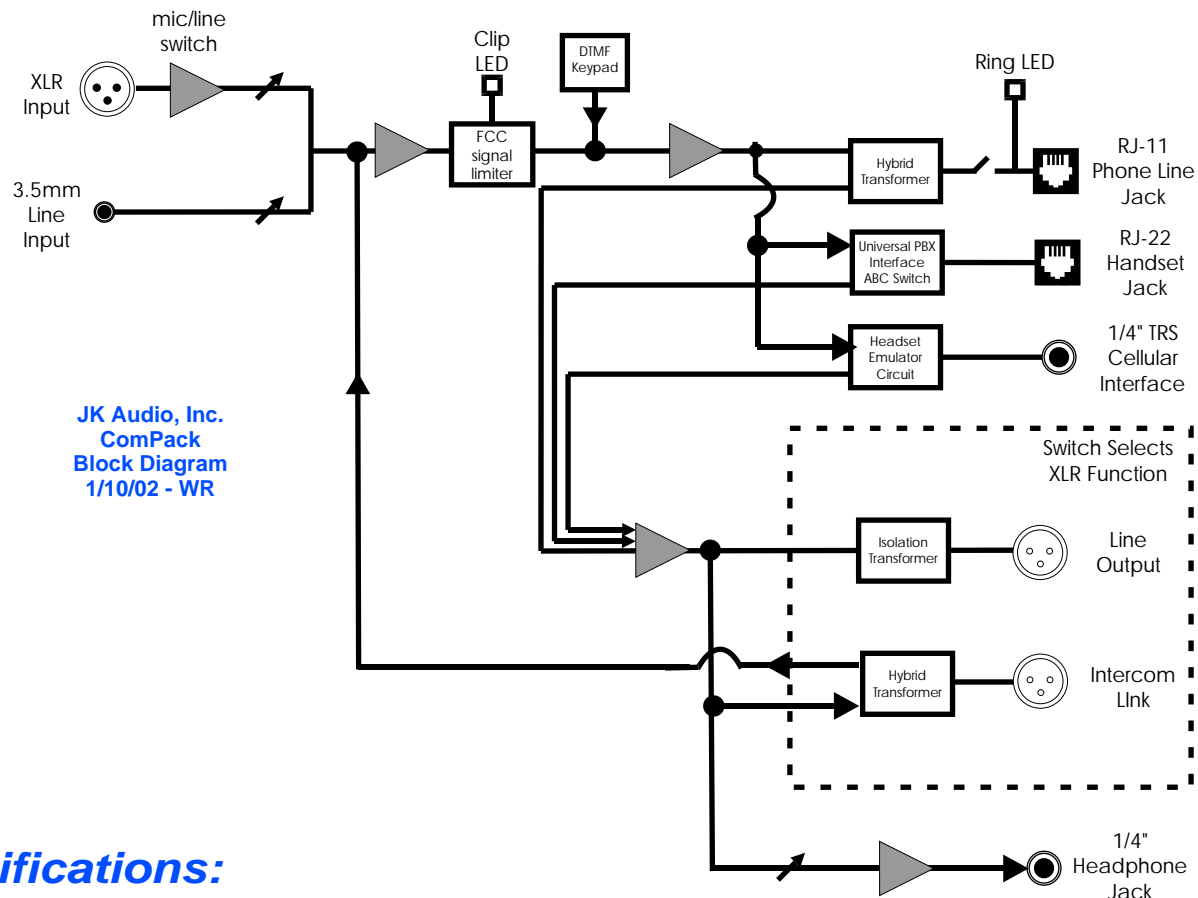 mic/line
switch
XLR
Input
3.5mm
Line
Input
Clip
LED
FCC
signal
limiter
DTMF
Keypad
Ring LED
Hybrid
Transformer
RJ-11
Phone Line
Jack
Universal PBX
Interface
ABC Switch
RJ-22
Handset
Jack
Headset
Emulator
Circuit
1/4" TRS
Cellular
Interface
JK Audio, Inc.
ComPack
Block Diagram
1/10/02 - WR
Switch Selects
XLR Function
Isolation
Transformer
Line
Output
Hybrid
Transformer
Intercom
LInk
1/4"
Headphone
Jack
ifications: